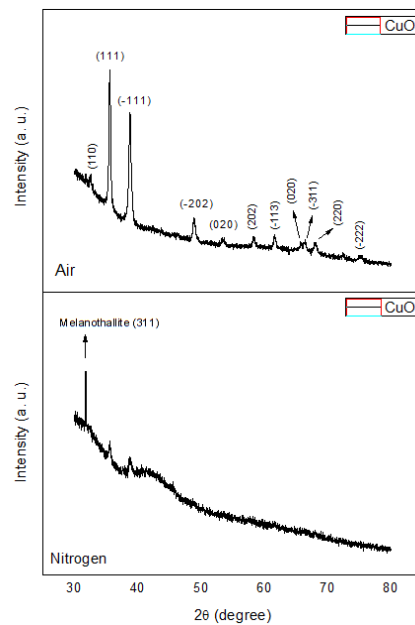 CuO
(111)
(-111)
(110)
(-202)
(020)
(202)
(-113)
(020)
(-311)
(220)
(-222)
Intensity (a. u.)
Air
CuO
Melanothallite (311)
Intensity (a. u.)
Nitrogen
30 40 50 60 70 80
2θ (degree)